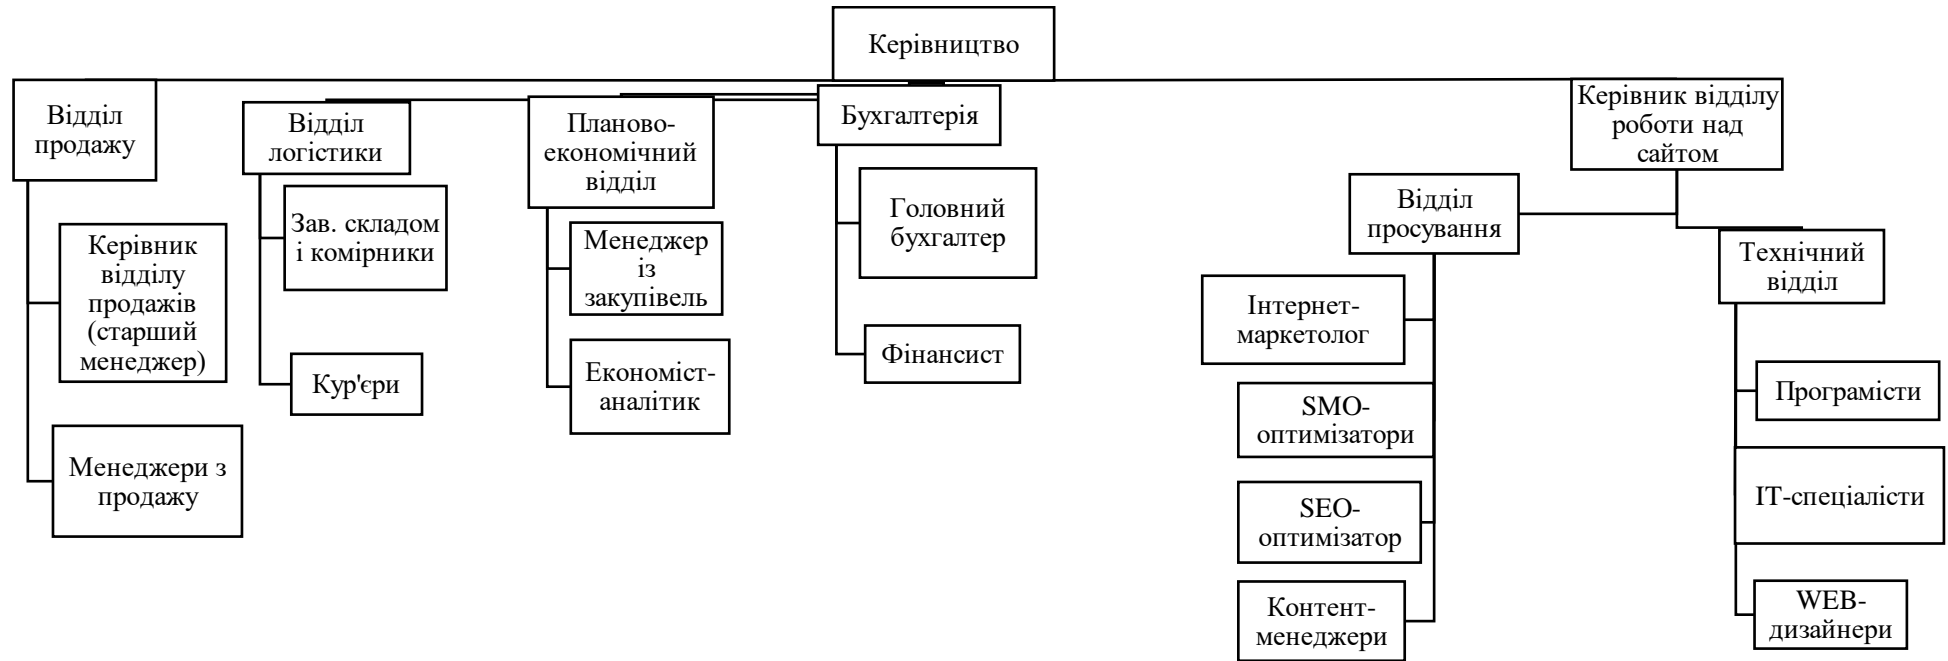 Керівництво
Відділ
продажу
Керівник
відділу
продажів
(старший
менеджер)
Менеджери з
продажу
Відділ
логістики
Зав. складом
і комірники
Кур'єри
Планово-
економічний
відділ
Менеджер
із
закупівель
Економіст-
аналітик
Бухгалтерія
Головний
бухгалтер
Фінансист
Керівник відділу
роботи над
сайтом
Відділ
просування
Інтернет-
маркетолог
SMO-
оптимізатори
SEO-
оптимізатор
Контент-
менеджери
Технічний
відділ
Програмісти
ІТ-спеціалісти
WEB-
дизайнери